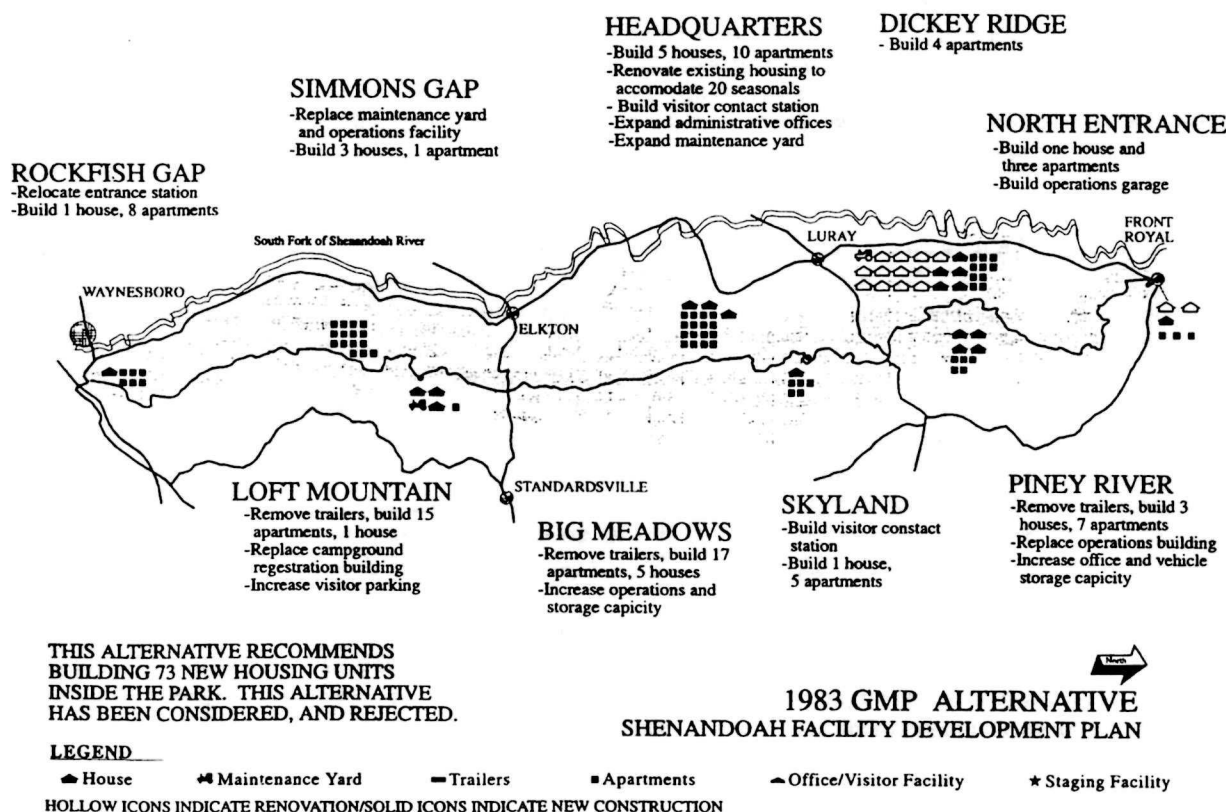 HEADQUARTERS
-Build 5 houses, 10 apartments
-Renovate existing housing to
accomodate 20 seasonals
- Build visitor contact station
-Expand administrative offices
-Expand maintenance yard
DICKEY RIDGE
- Build 4 apartments
SIMMONS GAP
-Replace maintenance yard
and operations facility
-Build 3 houses, 1 apartment
NORTH ENTRANCE
-Build one house and
three apartments
-Build operations garage
ROCKFISH GAP
-Relocate entrance station
-Build 1 house, 8 apartments
South Fork of Shenandoah River
LURAY
FRONT
ROYAL
WAYNESBORO
ELKTON
STANDARDSVILLE
LOFT MOUNTAIN
-Remove trailers, build 15
apartments, 1 house
-Replace campground
regestration building
-Increase visitor parking
BIG MEADOWS
-Remove trailers, build 17
apartments, 5 houses
-Increase operations and
storage capicity
SKYLAND
-Build visitor constact
station
-Build 1 house,
5 apartments
PINEY RIVER
-Remove trailers, build 3
houses, 7 apartments
-Replace operations building
-Increase office and vehicle
storage capicity
THIS ALTERNATIVE RECOMMENDS
BUILDING 73 NEW HOUSING UNITS
INSIDE THE PARK. THIS ALTERNATIVE
HAS BEEN CONSIDERED, AND REJECTED.
North
1983 GMP ALTERNATIVE
SHENANDOAH FACILITY DEVELOPMENT PLAN
LEGEND
House
Maintenance Yard
Trailers
Apartments
Office/Visitor Facility
Staging Facility
HOLLOW ICONS INDICATE RENOVATION/SOLID ICONS INDICATE NEW CONSTRUCTION